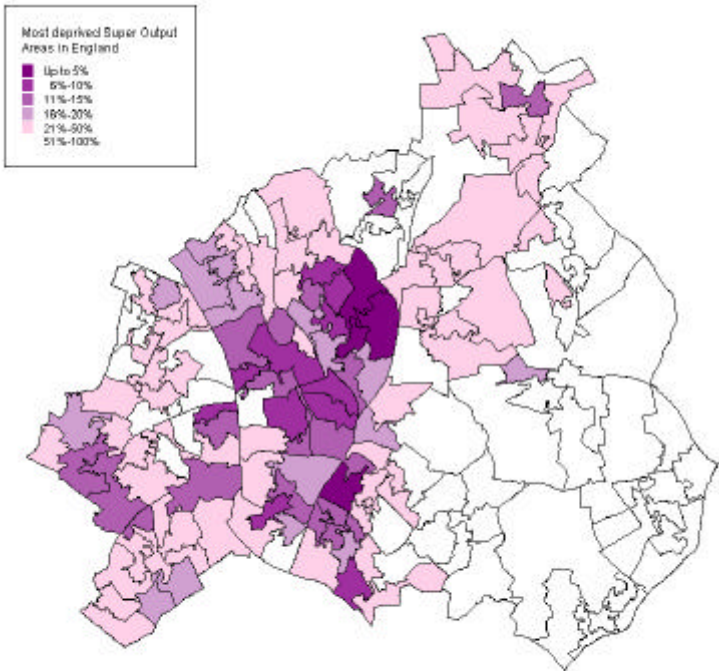 Most deprived Super Output
Areas in England
Up to 5%
6%-10%
11%-15%
16%-20%
21%-50%
51%-100%